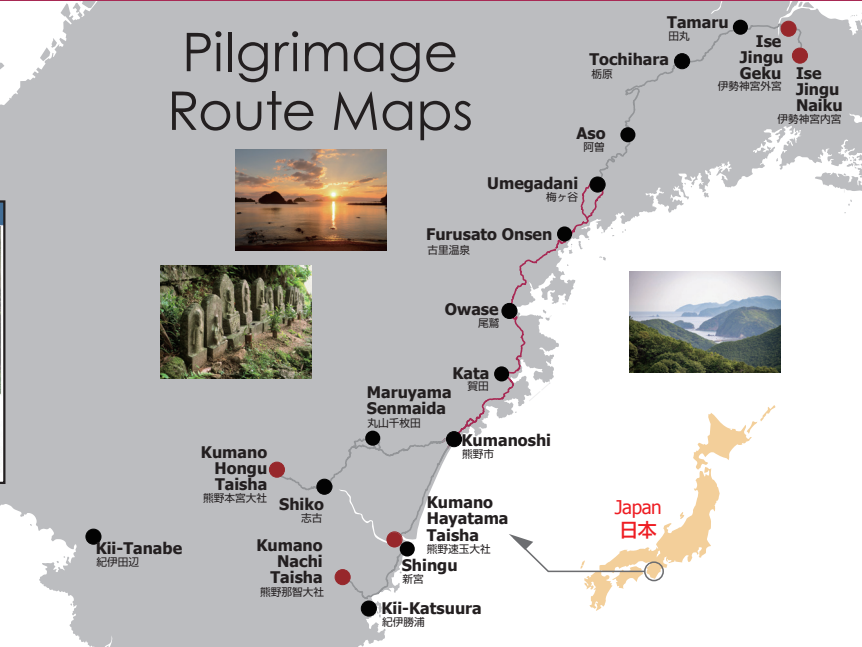 Pilgrimage
Route Maps
Tamaru
田丸
Ise
Jingu
Geku
伊勢神宮外宮
Ise
Jingu
Naiku
伊勢神宮内宮
Tochihara
栃原
Aso
阿曽
Umegadani
梅ヶ谷
Furusato Onsen
古里温泉
Owase
尾鷲
Kata
賀田
Maruyama
Senmaida
丸山千枚田
Kumanoshi
熊野市
Kumano
Hongu
Taisha
熊野本宮大社
Shiko
志古
Kumano
Hayatama
Taisha
熊野速玉大社
Shingu
新宮
Kii-Tanabe
紀伊田辺
Kumano
Nachi
Taisha
熊野那智大社
Kii-Katsuura
紀伊勝浦
Japan
日本